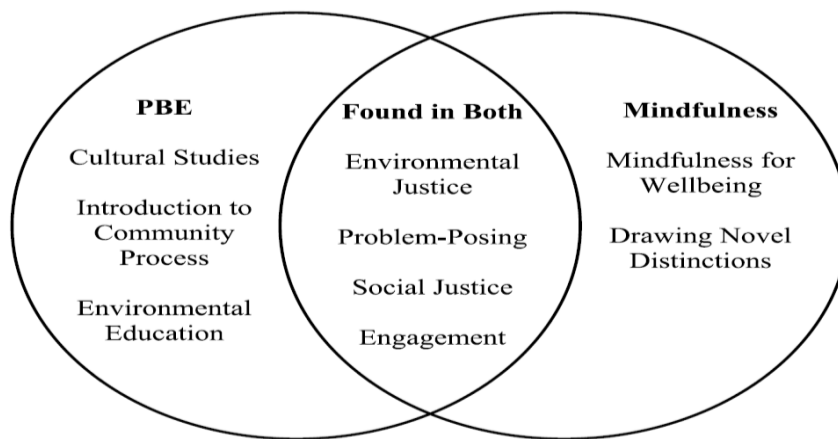 PBE
Cultural Studies
Introduction to
Community
Process
Environmental
Education
Found in Both
Environmental
Justice
Problem-Posing
Social Justice
Engagement
Mindfulness
Mindfulness for
Wellbeing
Drawing Novel
Distinctions